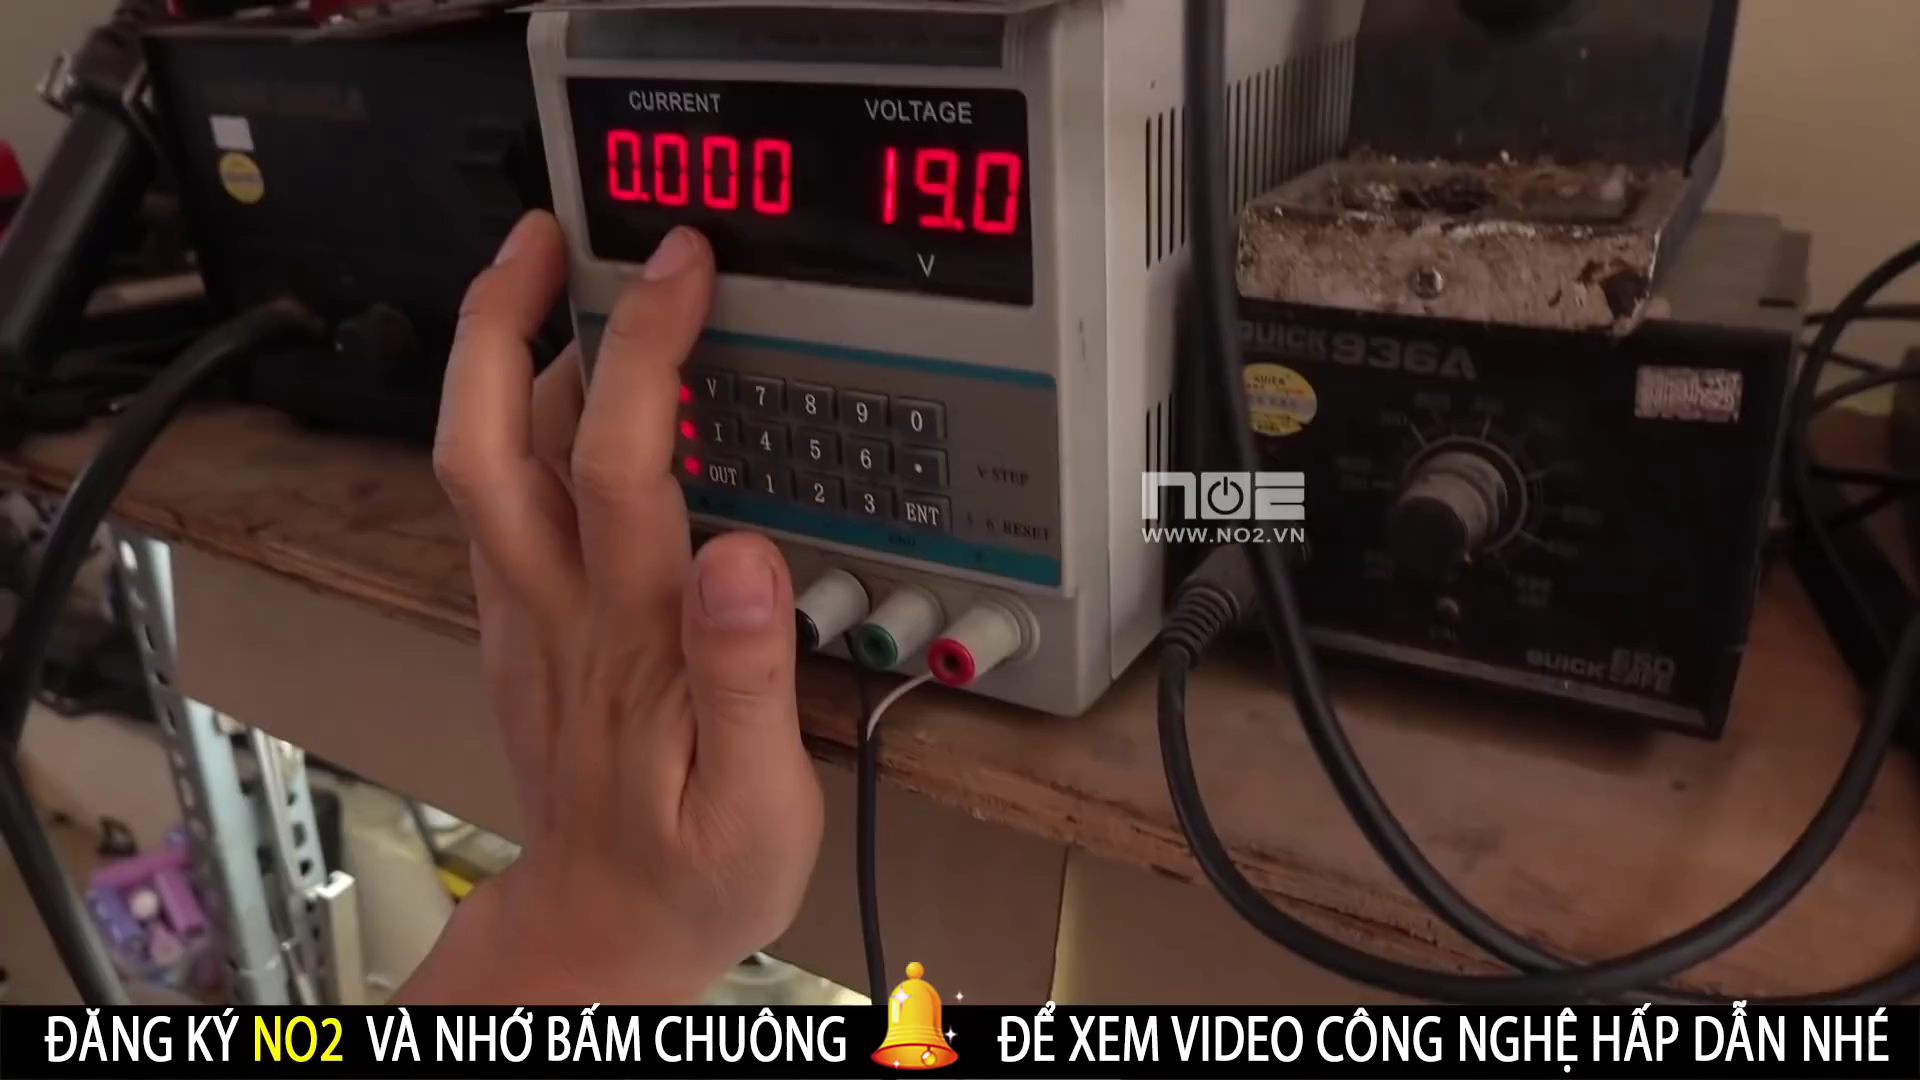 CURRENT VOLTAGE
0.000 19.0
V
V 7 8 9 0
I 4 5 6 .
OUT 1 2 3 ENT
V-STEP
RESET
QUICK 936A
NO2
WWW.NO2.VN
QUICK ESD SAFE
ĐĂNG KÝ NO2 VÀ NHỚ BẤM CHUÔNG ĐỂ XEM VIDEO CÔNG NGHỆ HẤP DẪN NHÉ